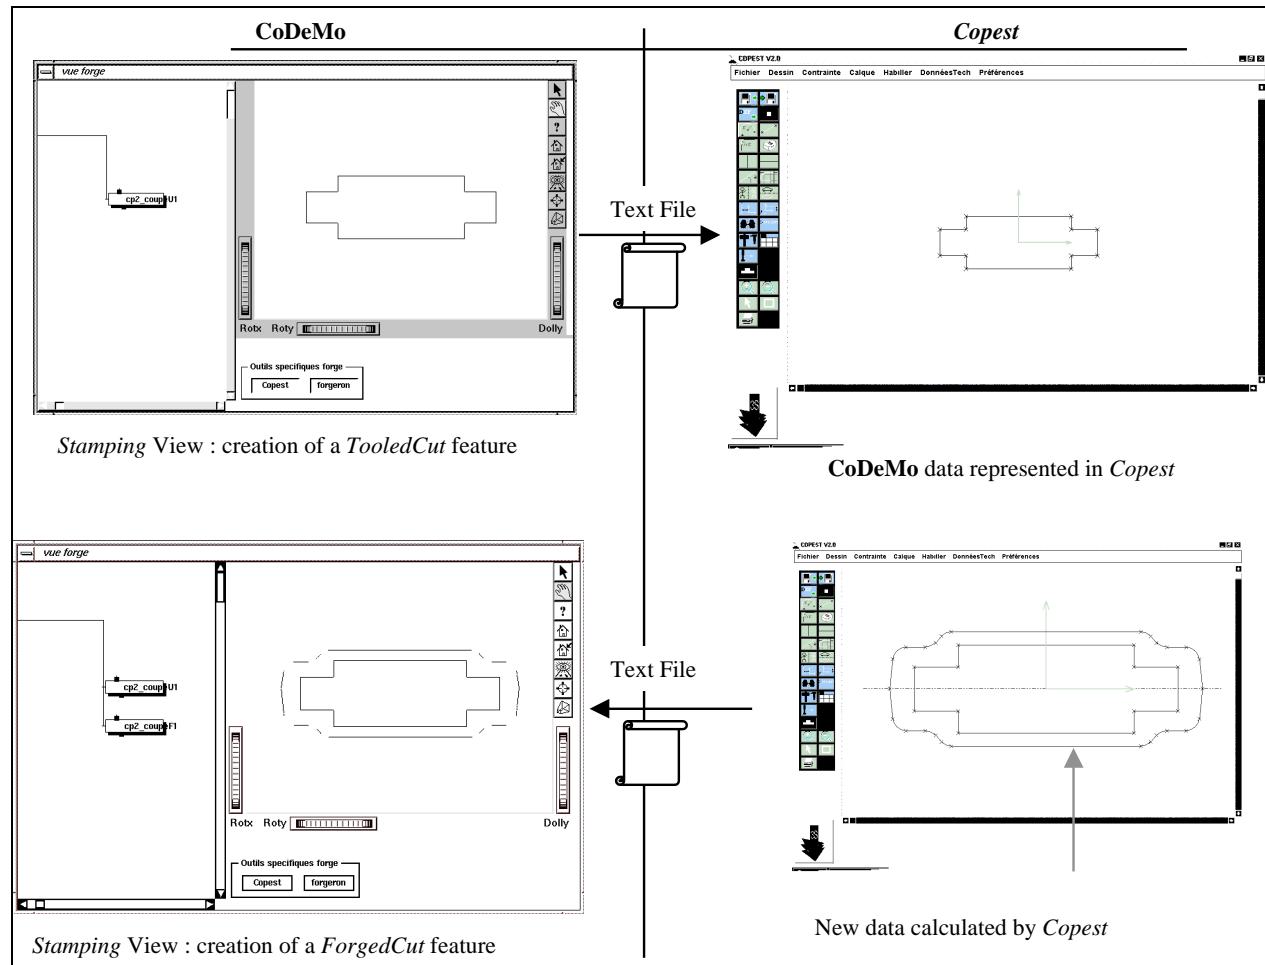 CoDeMo
Copest
vue forge
cp2_coupeU1
Rotx Roty Dolly
Outils specifiques forge
Copest forgeron
Stamping View : creation of a TooledCut feature
Text File
COPEST V2.0
Fichier Dessin Contrainte Calque Habiller DonnéesTech Préférences
CoDeMo data represented in Copest
vue forge
cp2_coupeU1
cp2_coupeF1
Rotx Roty Dolly
Outils specifiques forge
Copest forgeron
Stamping View : creation of a ForgedCut feature
Text File
COPEST V2.0
Fichier Dessin Contrainte Calque Habiller DonnéesTech Préférences
New data calculated by Copest